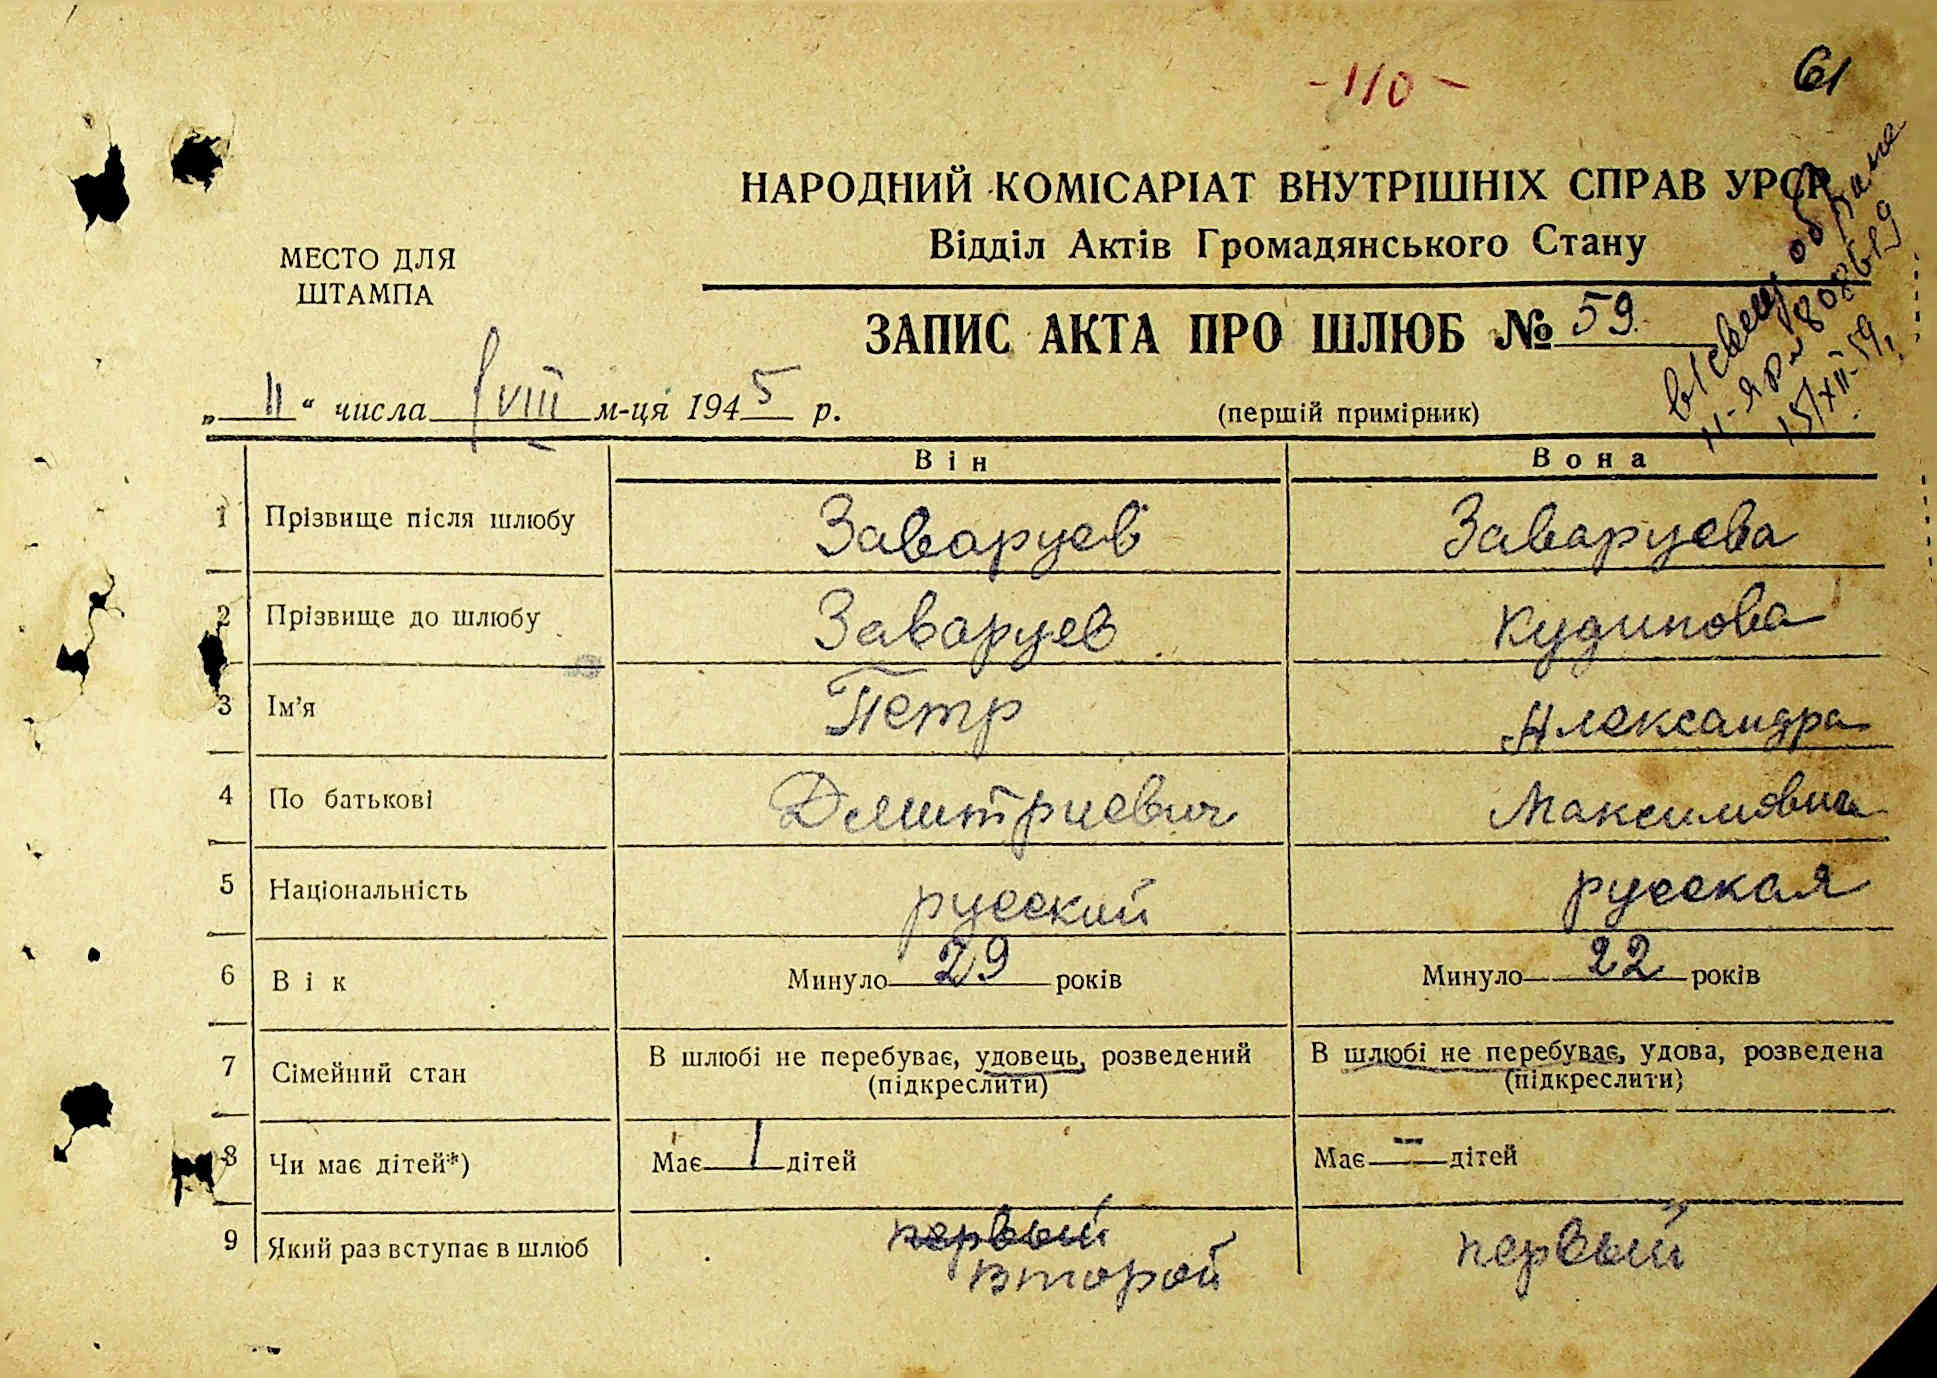 -110-
61
НАРОДНИЙ КОМІСАРІАТ ВНУТРІШНІХ СПРАВ УРСР
Відділ Актів Громадянського Стану
МЕСТО ДЛЯ
ШТАМПА
ЗАПИС АКТА ПРО ШЛЮБ № 59.
„ 11 “ числа VIII м-ця 1945 р.
(першій примірник)
15/XII-59
Він Вона
1 Прізвище після шлюбу Заваруев Заваруева
2 Прізвище до шлюбу Заваруев Кудинова
3 Ім'я Петр Александра
4 По батькові Дмитриевич Максимовна
5 Національність русский русская
6 Вік Минуло 29 років Минуло 22 років
7 Сімейний стан В шлюбі не перебуває, удовець, розведений В шлюбі не перебуває, удова, розведена
(підкреслити) (підкреслити)
8 Чи має дітей*) Має 1 дітей Має — дітей
9 Який раз вступає в шлюб первый первый
второй